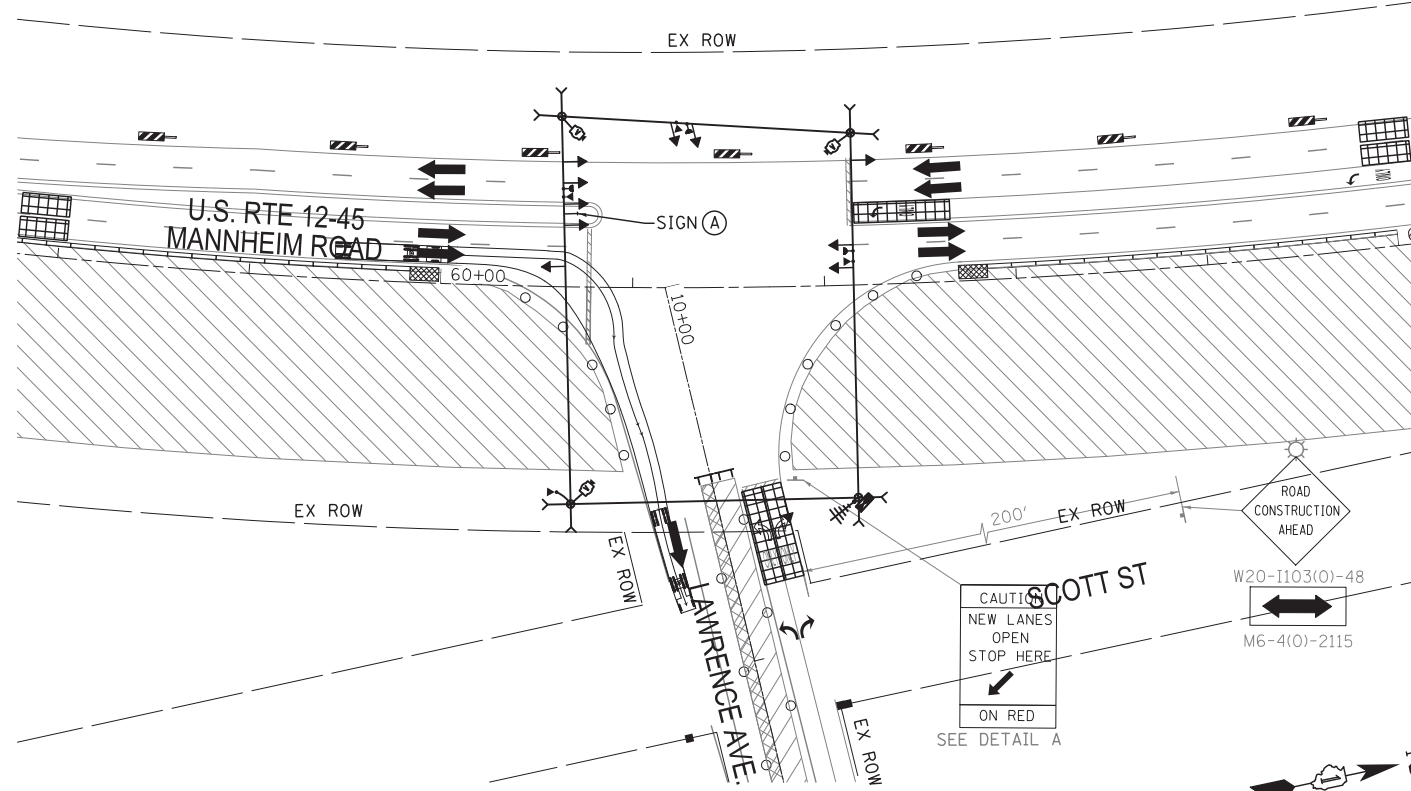 EX ROW
U.S. RTE 12-45
MANNHEIM ROAD
SIGN A
60+00
10+00
EX ROW
EX ROW
200'
EX ROW
ROAD
CONSTRUCTION
AHEAD
W20-I103(O)-48
M6-4(O)-2115
SCOTT ST
CAUTION
NEW LANES
OPEN
STOP HERE
ON RED
SEE DETAIL A
LAWRENCE AVE.
EX ROW